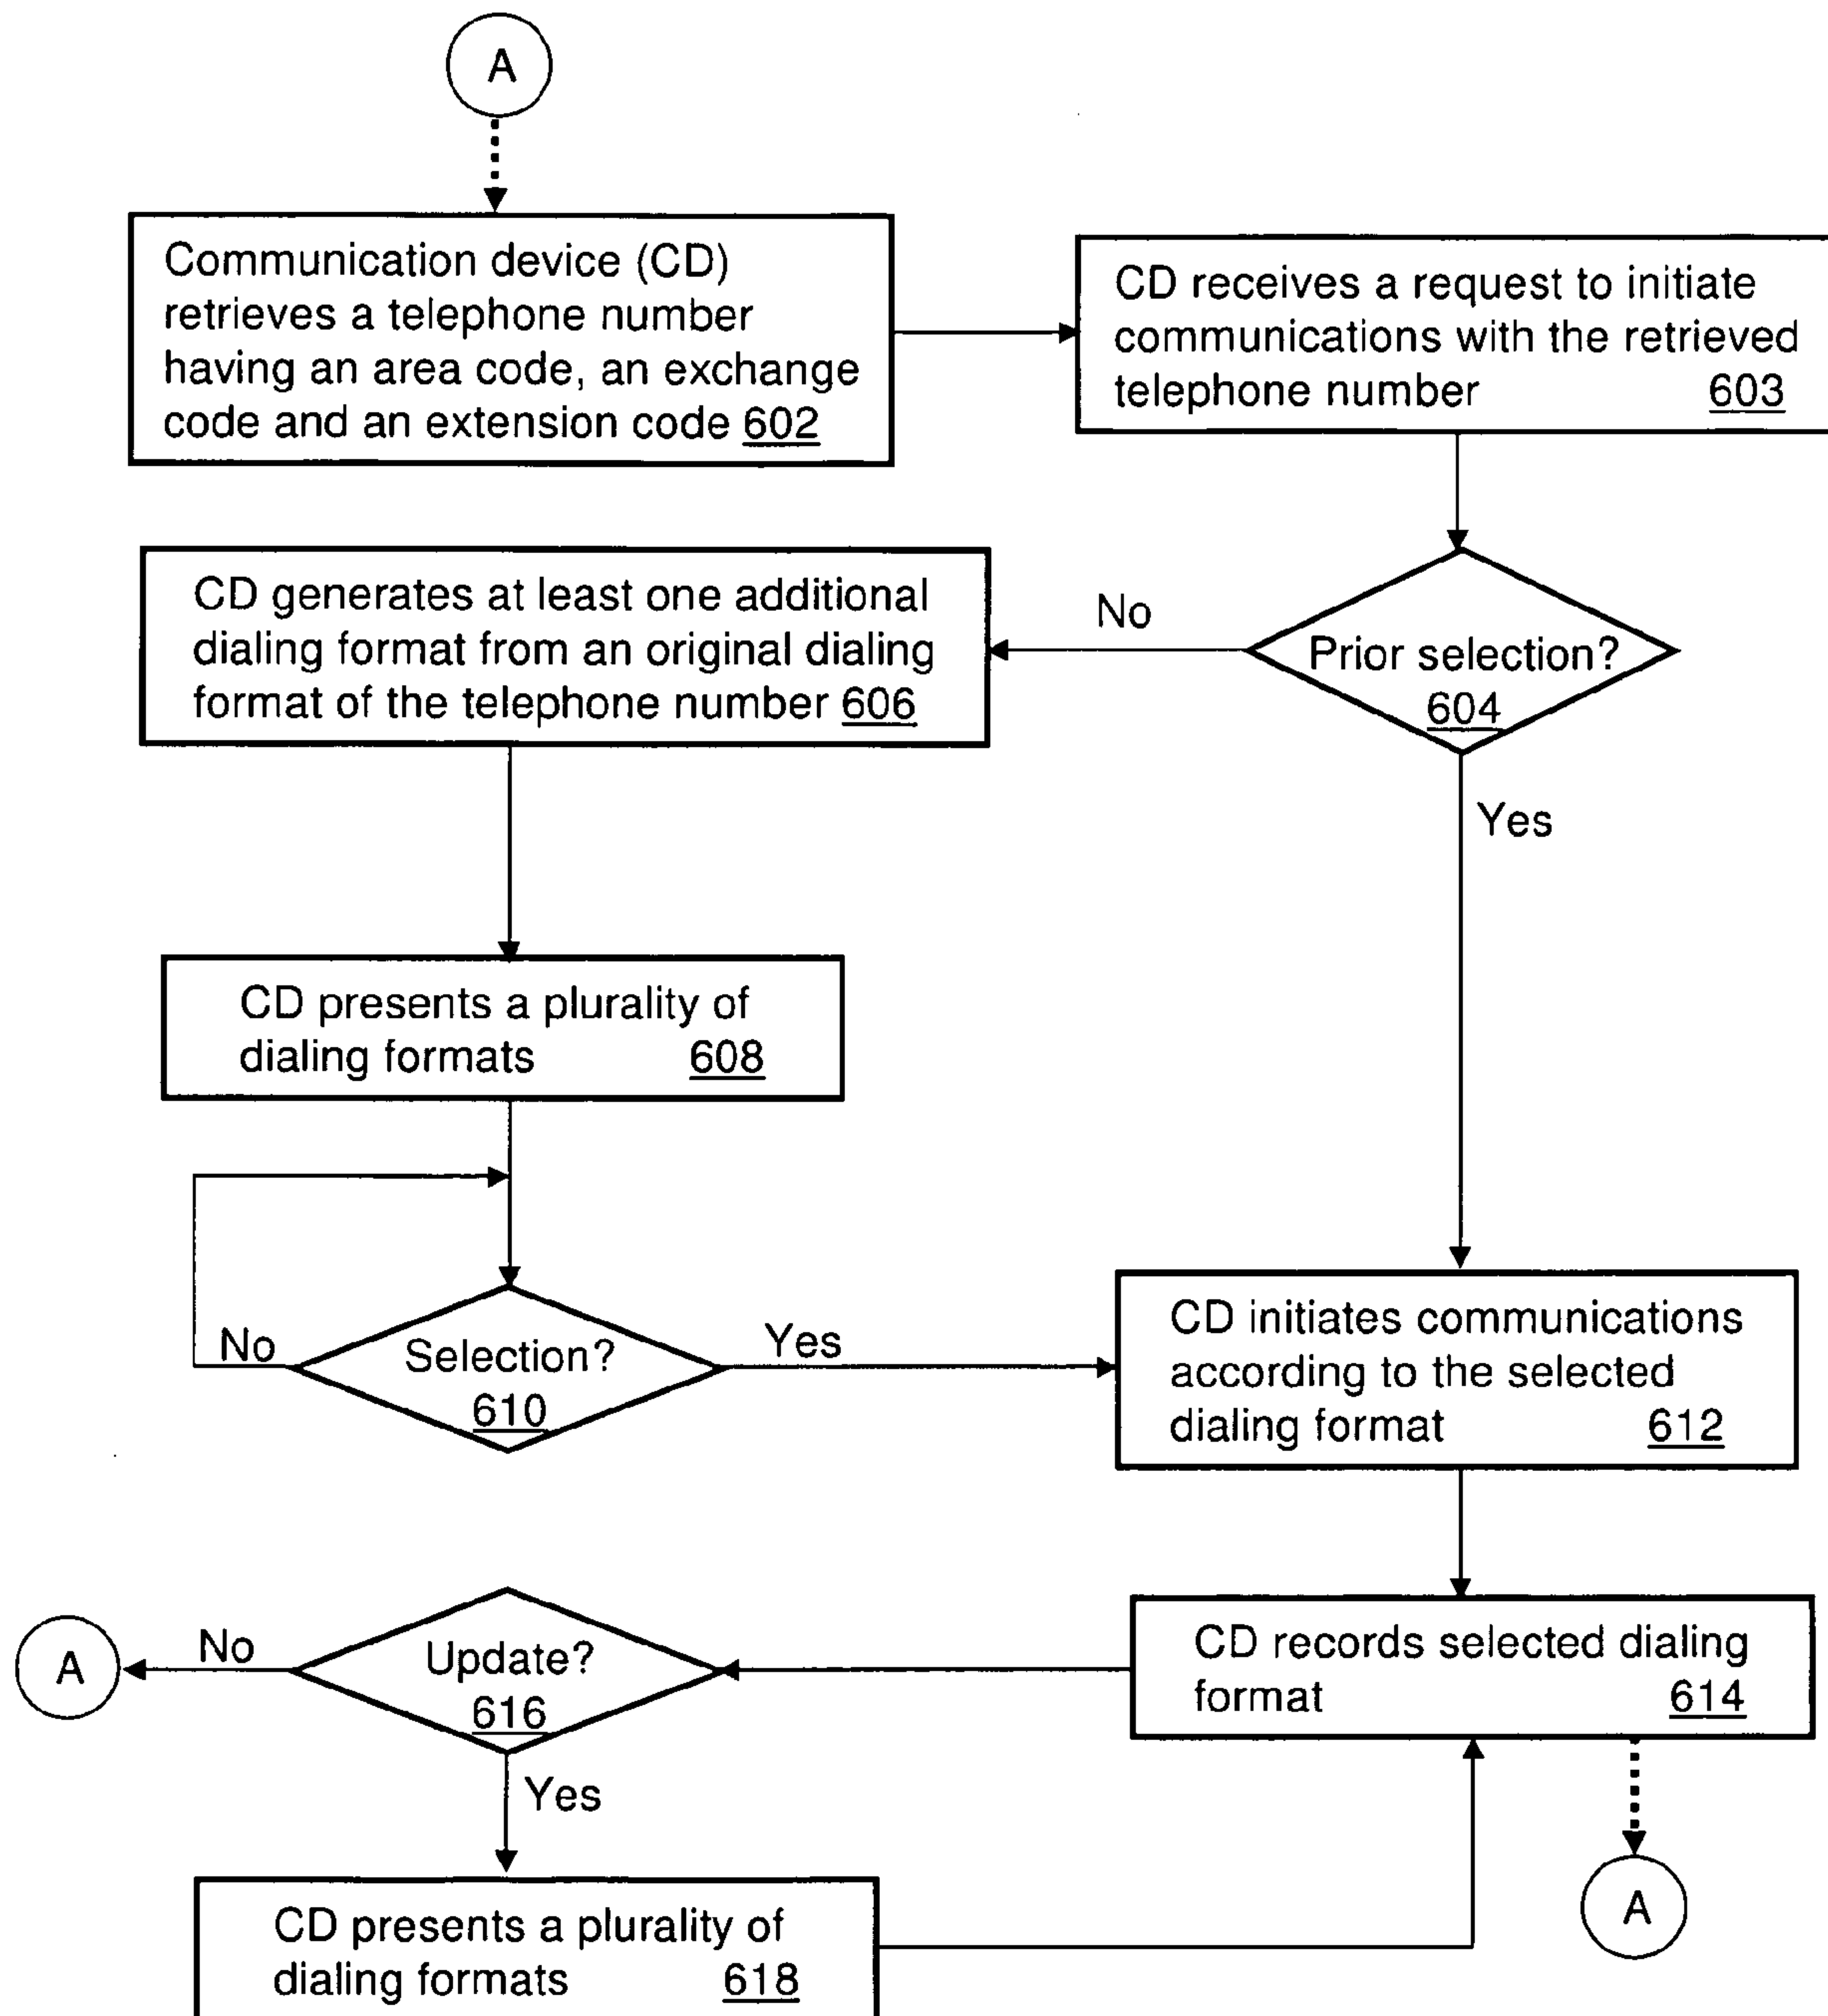 A
Communication device (CD)
retrieves a telephone number
having an area code, an exchange
code and an extension code 602
CD receives a request to initiate
communications with the retrieved
telephone number 603
Prior selection?
604
No
Yes
CD generates at least one additional
dialing format from an original dialing
format of the telephone number 606
CD presents a plurality of
dialing formats 608
Selection?
610
No
Yes
CD initiates communications
according to the selected
dialing format 612
CD records selected dialing
format 614
A
Update?
616
No
A
Yes
CD presents a plurality of
dialing formats 618